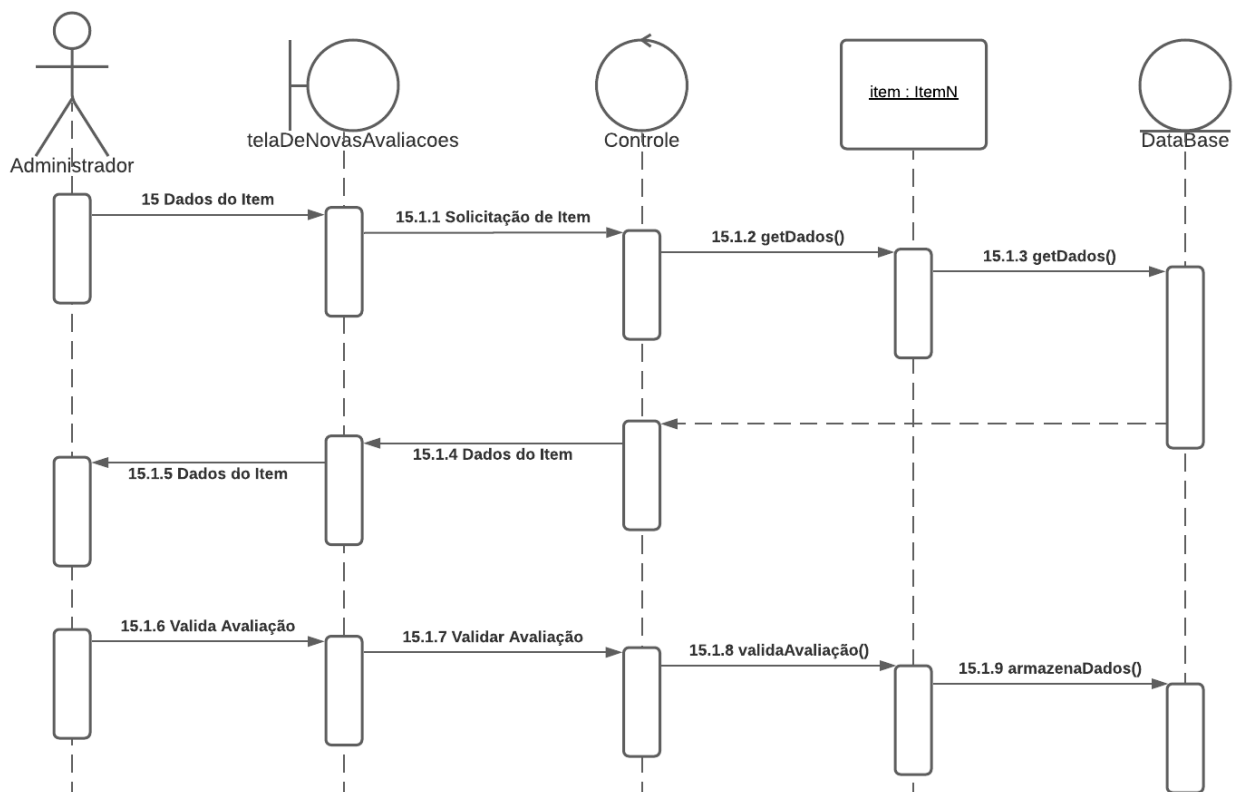 item : ItemN
telaDeNovasAvaliacoes
Controle
DataBase
Administrador
15 Dados do Item
15.1.1 Solicitação de Item
15.1.2 getDados()
15.1.3 getDados()
15.1.4 Dados do Item
15.1.5 Dados do Item
15.1.6 Valida Avaliação
15.1.7 Validar Avaliação
15.1.8 validaAvaliação()
15.1.9 armazenaDados()